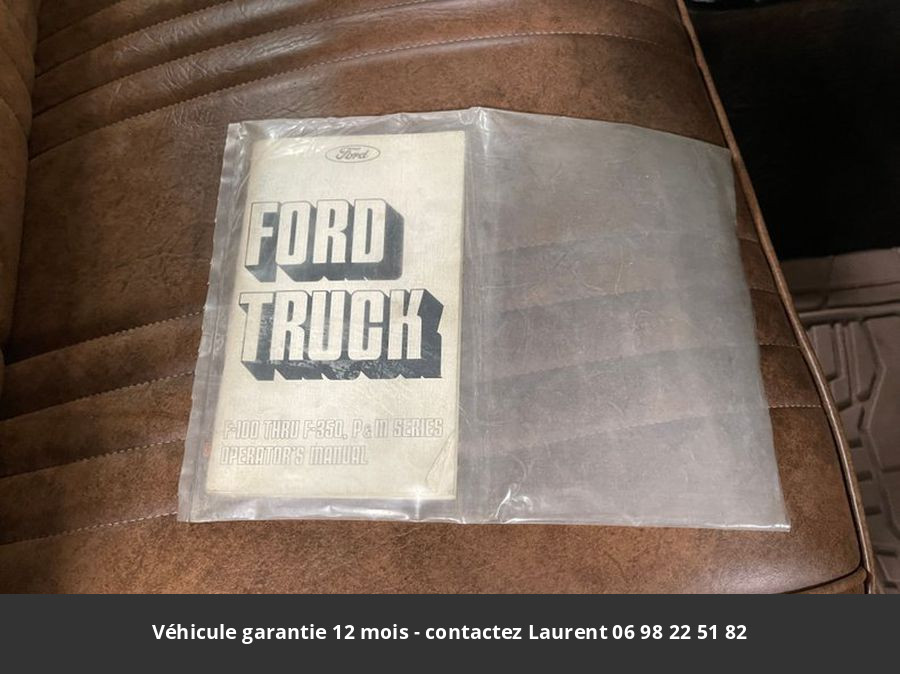 Ford
FORD
TRUCK
F-100 THRU F-350, P & M SERIES
OPERATOR'S MANUAL
Véhicule garantie 12 mois - contactez Laurent 06 98 22 51 82